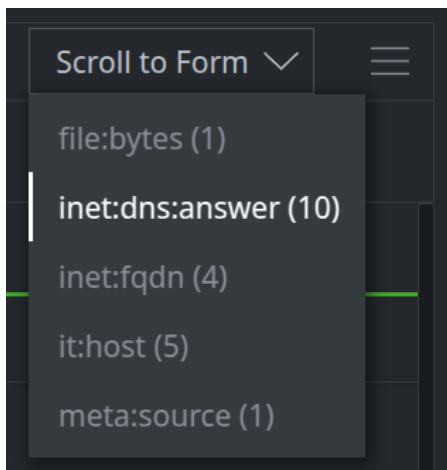 Scroll to Form
file:bytes (1)
inet:dns:answer (10)
inet:fqdn (4)
it:host (5)
meta:source (1)